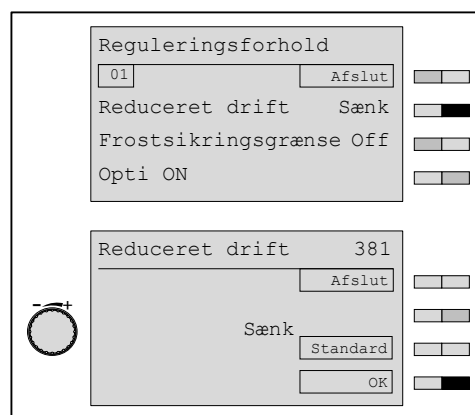 Reguleringsforhold
01 Afslut
Reduceret drift Sænk
Frostsikringsgrænse Off
Opti ON
Reduceret drift 381
Afslut
- +
Sænk
Standard
OK